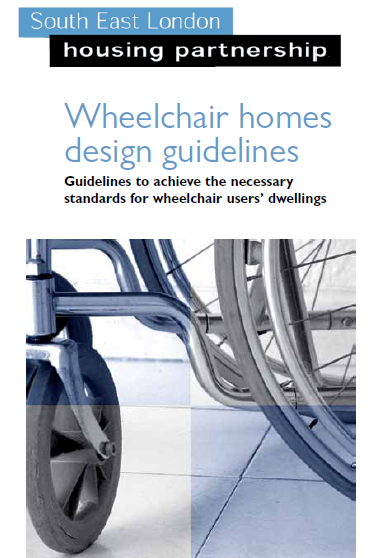 South East London
housing partnership
Wheelchair homes
design guidelines
Guidelines to achieve the necessary
standards for wheelchair users' dwellings